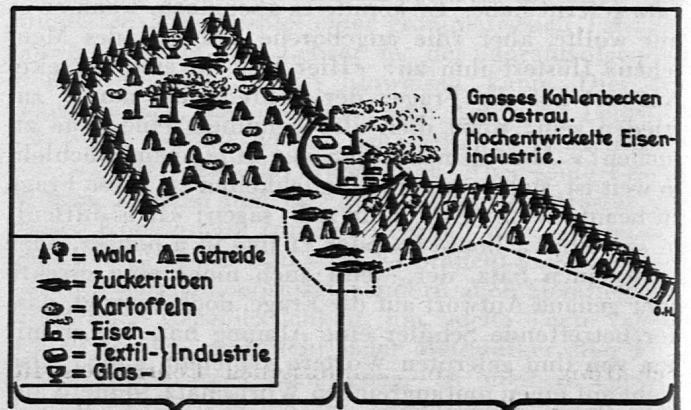 Grosses Kohlenbecken
von Ostrau.
Hochentwickelte Eisen-
industrie.
= Wald. = Getreide
= Zuckerrüben
= Kartoffeln
= Eisen-
= Textil- Industrie
= Glas-
O.H.